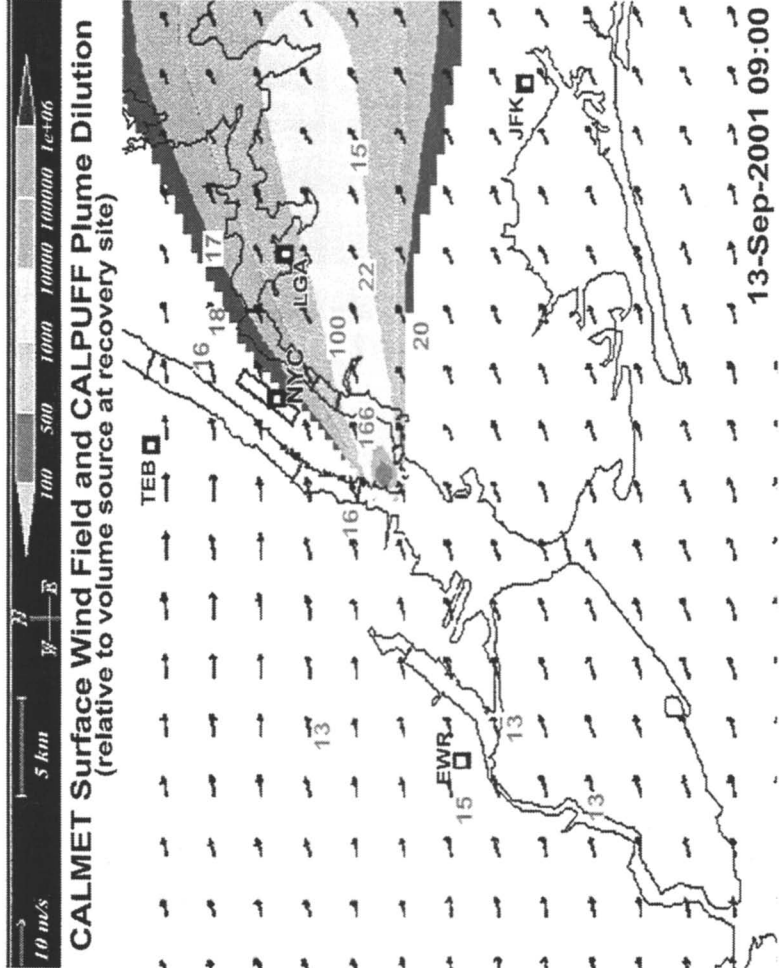 10 m/s 5 km W N E 100 500 1000 10000 100000 1e+06
CALMET Surface Wind Field and CALPUFF Plume Dilution
(relative to volume source at recovery site)
TEB
16
18
17
NYC
LGA
16
166
100
22
15
20
13
EWR
15
13
13
JFK
13-Sep-2001 09:00